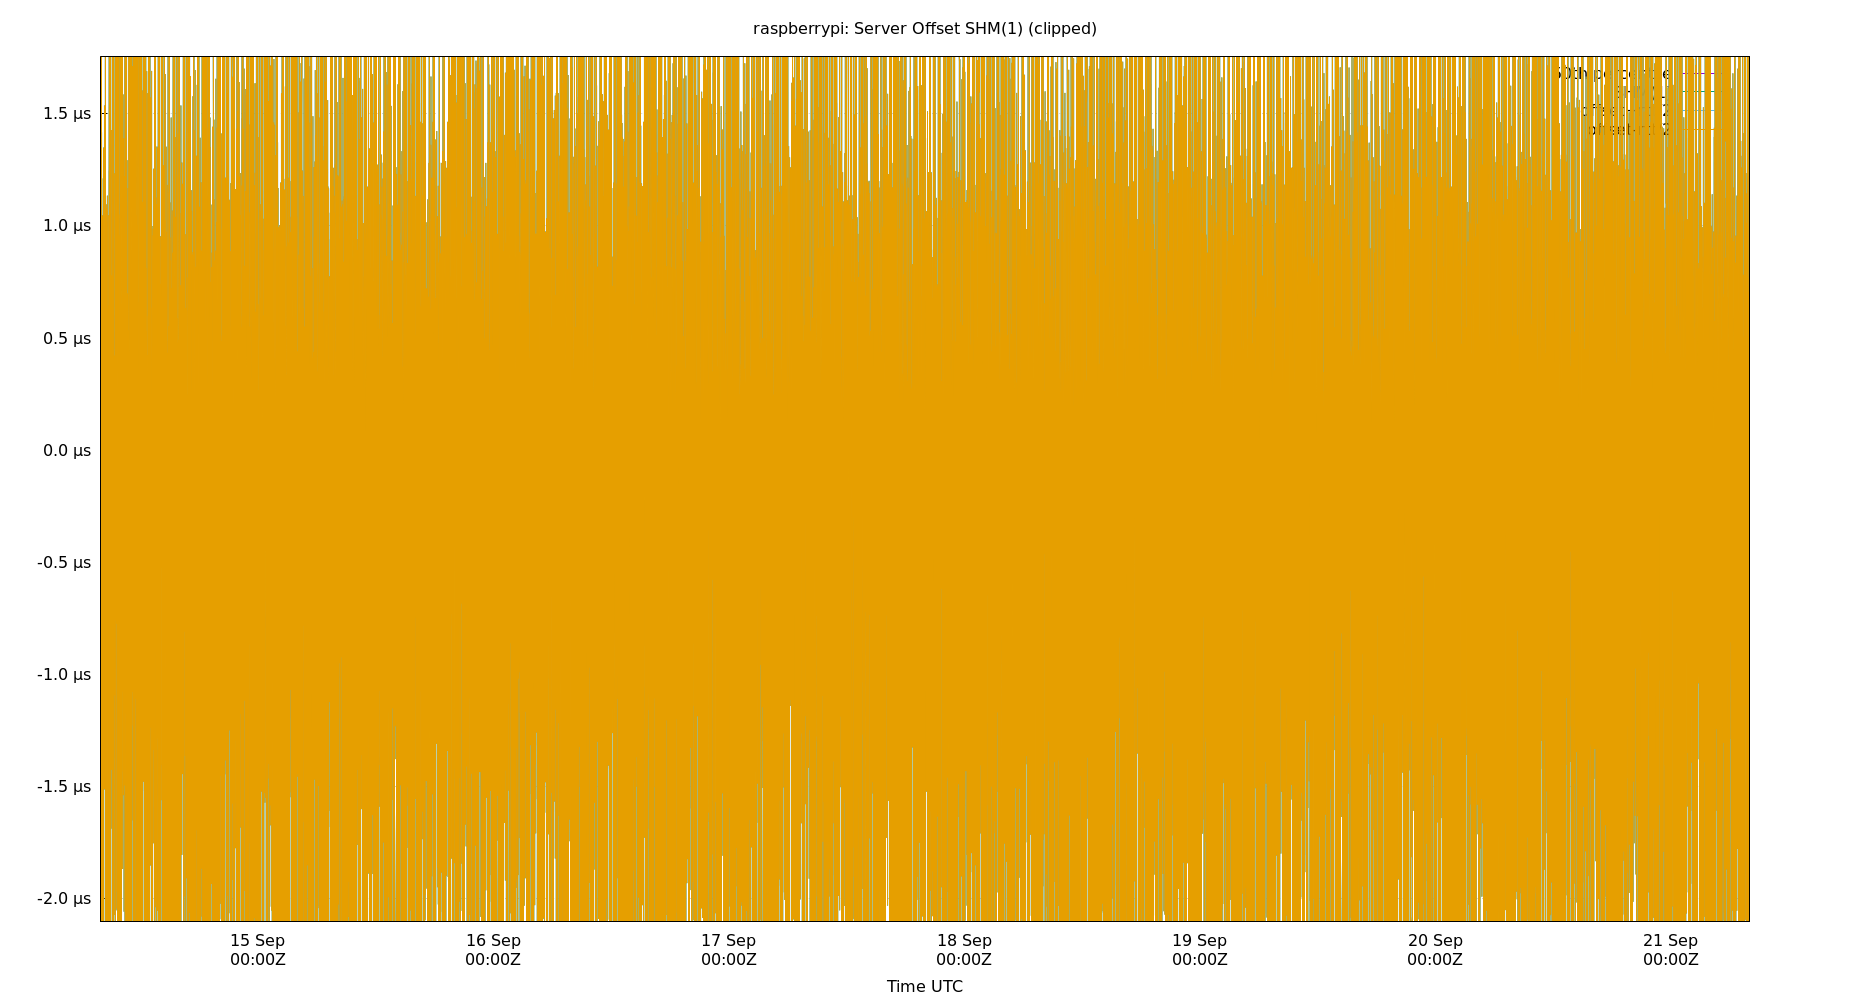 raspberrypi: Server Offset SHM(1) (clipped)
1.5 µs
1.0 µs
0.5 µs
0.0 µs
-0.5 µs
-1.0 µs
-1.5 µs
-2.0 µs
15 Sep
00:00Z
16 Sep
00:00Z
17 Sep
00:00Z
18 Sep
00:00Z
19 Sep
00:00Z
20 Sep
00:00Z
21 Sep
00:00Z
Time UTC